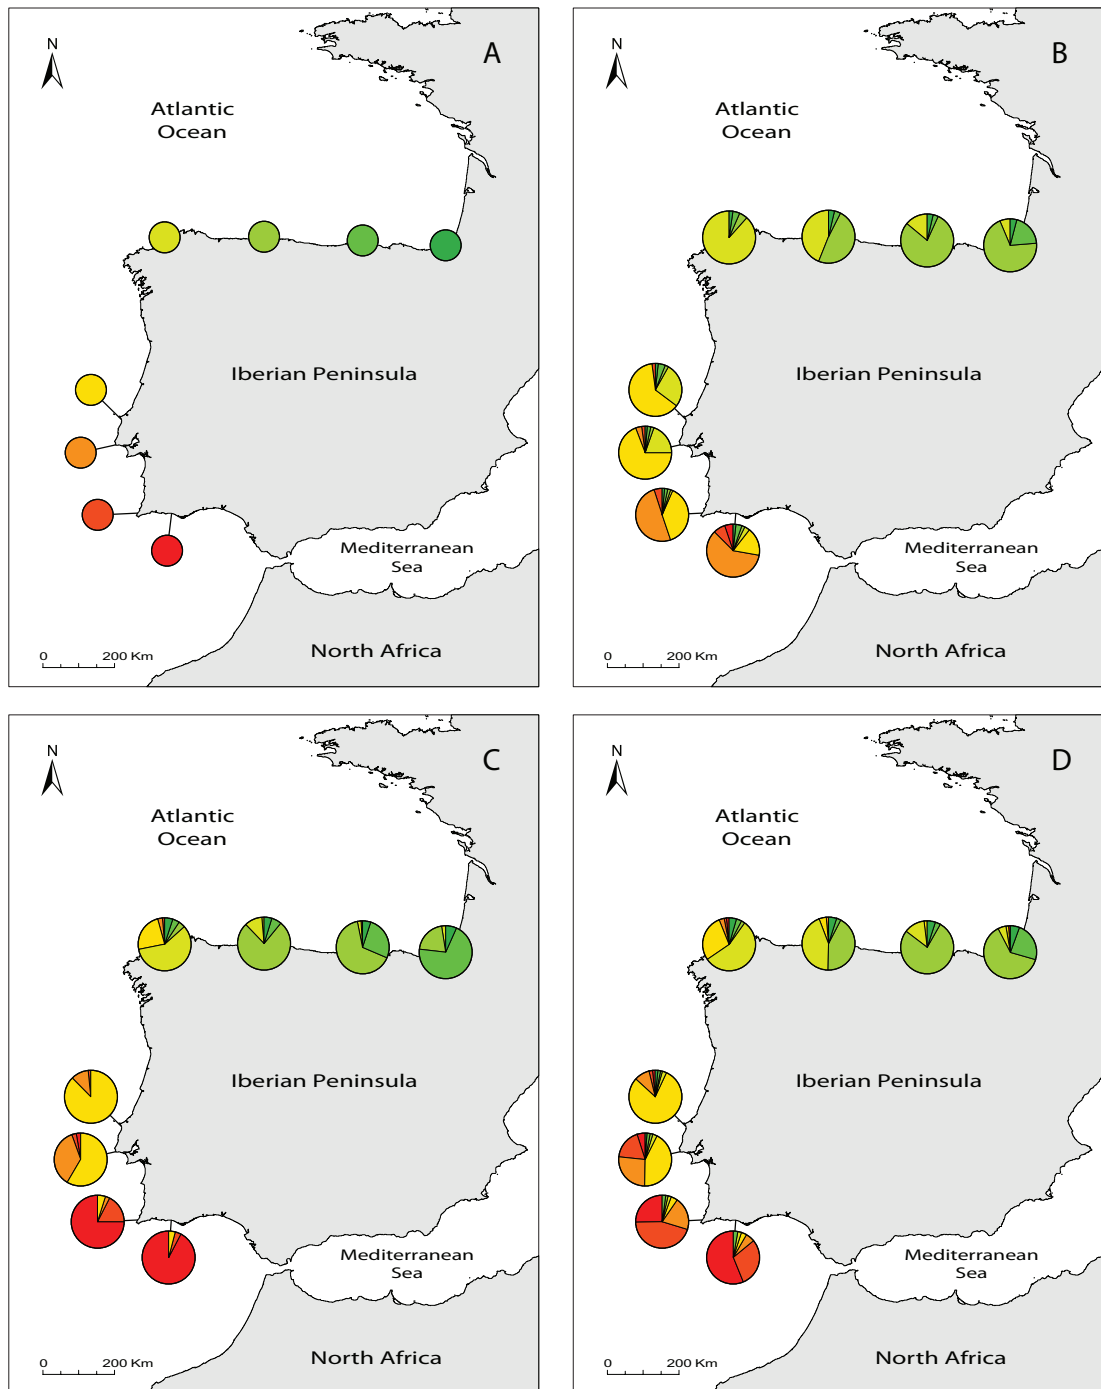 A
N
Atlantic
Ocean
Iberian Peninsula
Mediterranean
Sea
North Africa
0 200 Km
B
N
Atlantic
Ocean
Iberian Peninsula
Mediterranean
Sea
North Africa
0 200 Km
C
N
Atlantic
Ocean
Iberian Peninsula
Mediterranean
Sea
North Africa
0 200 Km
D
N
Atlantic
Ocean
Iberian Peninsula
Mediterranean
Sea
North Africa
0 200 Km